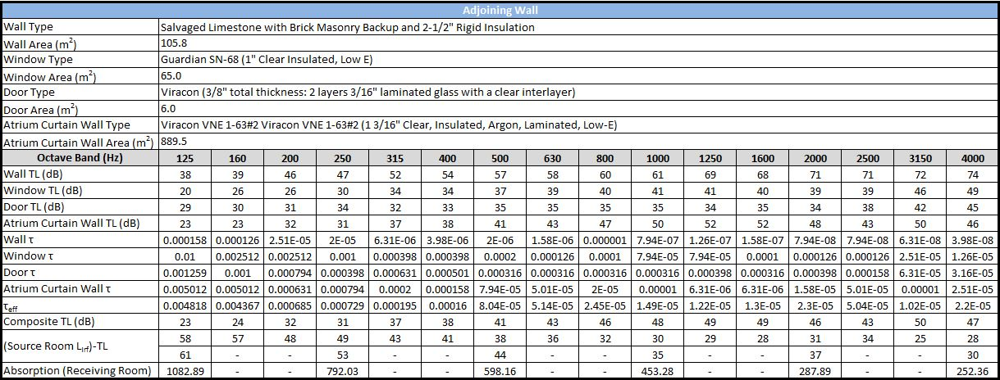 Adjoining Wall
Wall Type Salvaged Limestone with Brick Masonry Backup and 2-1/2" Rigid Insulation
Wall Area (m²) 105.8
Window Type Guardian SN-68 (1" Clear Insulated, Low E)
Window Area (m²) 65.0
Door Type Viracon (3/8" total thickness: 2 layers 3/16" laminated glass with a clear interlayer)
Door Area (m²) 6.0
Atrium Curtain Wall Type Viracon VNE 1-63#2 Viracon VNE 1-63#2 (1 3/16" Clear, Insulated, Argon, Laminated, Low-E)
Atrium Curtain Wall Area (m²) 889.5
Octave Band (Hz) 125 160 200 250 315 400 500 630 800 1000 1250 1600 2000 2500 3150 4000
Wall TL (dB) 38 39 46 47 52 54 57 58 60 61 69 68 71 71 72 74
Window TL (dB) 20 26 26 30 34 34 37 39 40 41 41 40 39 39 46 49
Door TL (dB) 29 30 31 34 32 33 35 35 35 35 34 35 34 38 42 45
Atrium Curtain Wall TL (dB) 23 23 32 31 37 38 41 43 47 50 52 52 48 43 50 46
Wall τ 0.000158 0.000126 2.51E-05 2E-05 6.31E-06 3.98E-06 2E-06 1.58E-06 0.000001 7.94E-07 1.26E-07 1.58E-07 7.94E-08 7.94E-08 6.31E-08 3.98E-08
Window τ 0.01 0.002512 0.002512 0.001 0.000398 0.000398 0.0002 0.000126 0.0001 7.94E-05 7.94E-05 0.0001 0.000126 0.000126 2.51E-05 1.26E-05
Door τ 0.001259 0.001 0.000794 0.000398 0.000631 0.000501 0.000316 0.000316 0.000316 0.000316 0.000398 0.000316 0.000398 0.000158 6.31E-05 3.16E-05
Atrium Curtain Wall τ 0.005012 0.005012 0.000631 0.000794 0.0002 0.000158 7.94E-05 5.01E-05 2E-05 0.00001 6.31E-06 6.31E-06 1.58E-05 5.01E-05 0.00001 2.51E-05
τeff 0.004818 0.004367 0.000685 0.000729 0.000195 0.00016 8.04E-05 5.14E-05 2.45E-05 1.49E-05 1.22E-05 1.3E-05 2.3E-05 5.04E-05 1.02E-05 2.2E-05
Composite TL (dB) 23 24 32 31 37 38 41 43 46 48 49 49 46 43 50 47
(Source Room Lirf)-TL 58 57 48 49 43 41 38 36 32 30 29 28 31 34 25 28
61 - - 53 - - 44 - - 35 - - 37 - - 30
Absorption (Receiving Room) 1082.89 - - 792.03 - - 598.16 - - 453.28 - - 287.89 - - 252.36